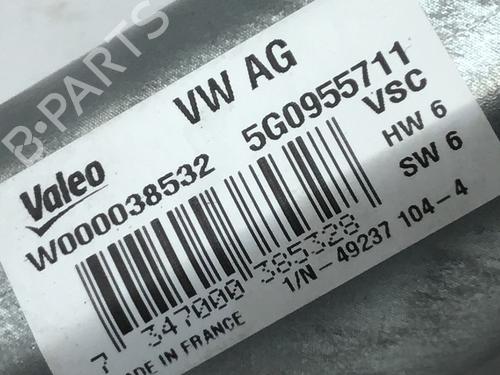 B-PARTS
VW AG
Valeo
5G0955711
W000038532
VSC
HW 6
SW 6
7 347000 385328
1/N - 49237 104-4
MADE IN FRANCE